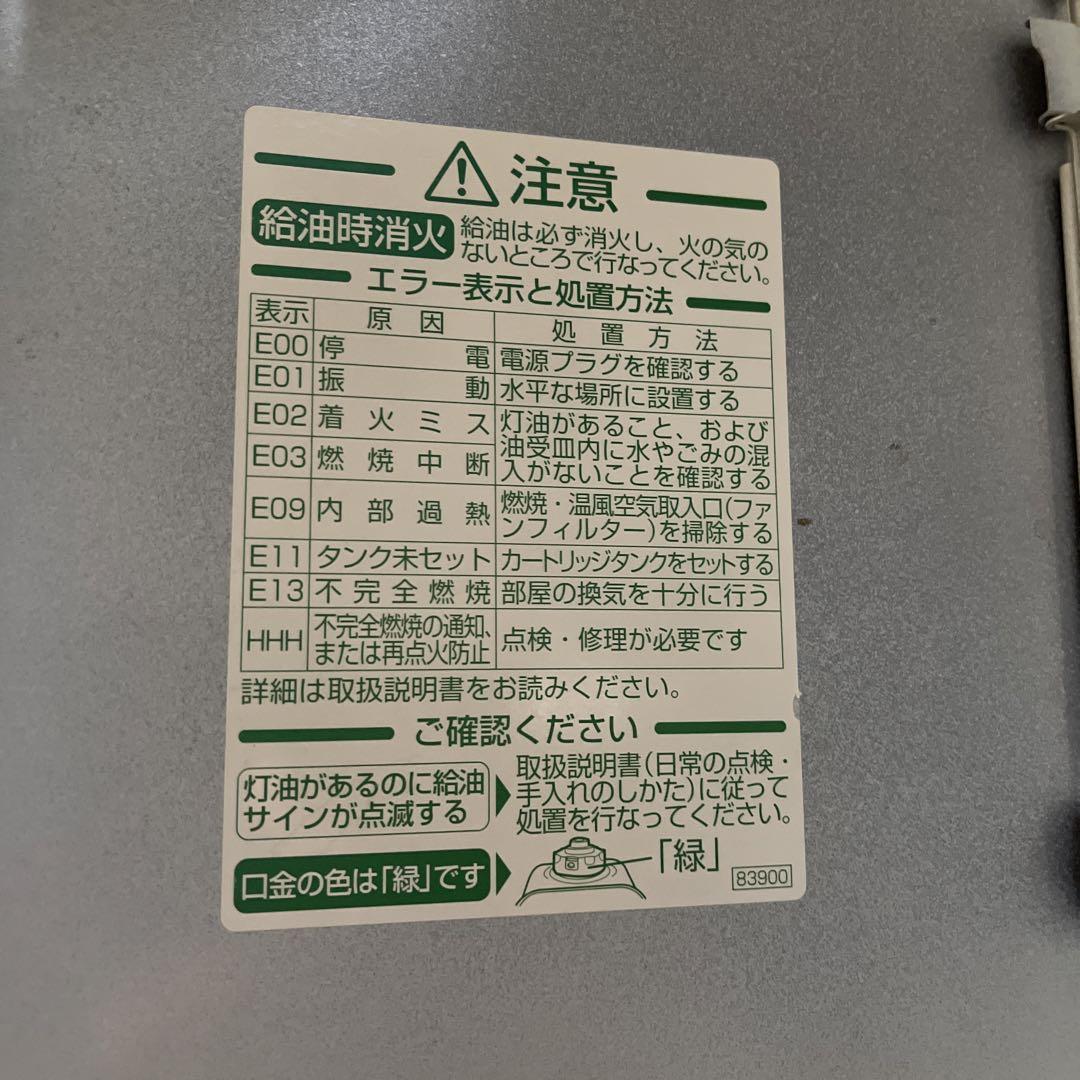 注意
給油時消火 給油は必ず消火し、火の気の
ないところで行なってください。
エラー表示と処置方法
表示 原因 処置方法
E00 停電 電源プラグを確認する
E01 振動 水平な場所に設置する
E02 着火ミス 灯油があること、および
油受皿内に水やごみの混
E03 燃焼中断 入がないことを確認する
E09 内部過熱 燃焼・温風空気取入口(ファ
ンフィルター)を掃除する
E11 タンク未セット カートリッジタンクをセットする
E13 不完全燃焼 部屋の換気を十分に行う
HHH 不完全燃焼の通知、
または再点火防止 点検・修理が必要です
詳細は取扱説明書をお読みください。
ご確認ください
灯油があるのに給油
サインが点滅する
取扱説明書(日常の点検・
手入れのしかた)に従って
処置を行なってください。
口金の色は「緑」です 「緑」
83900